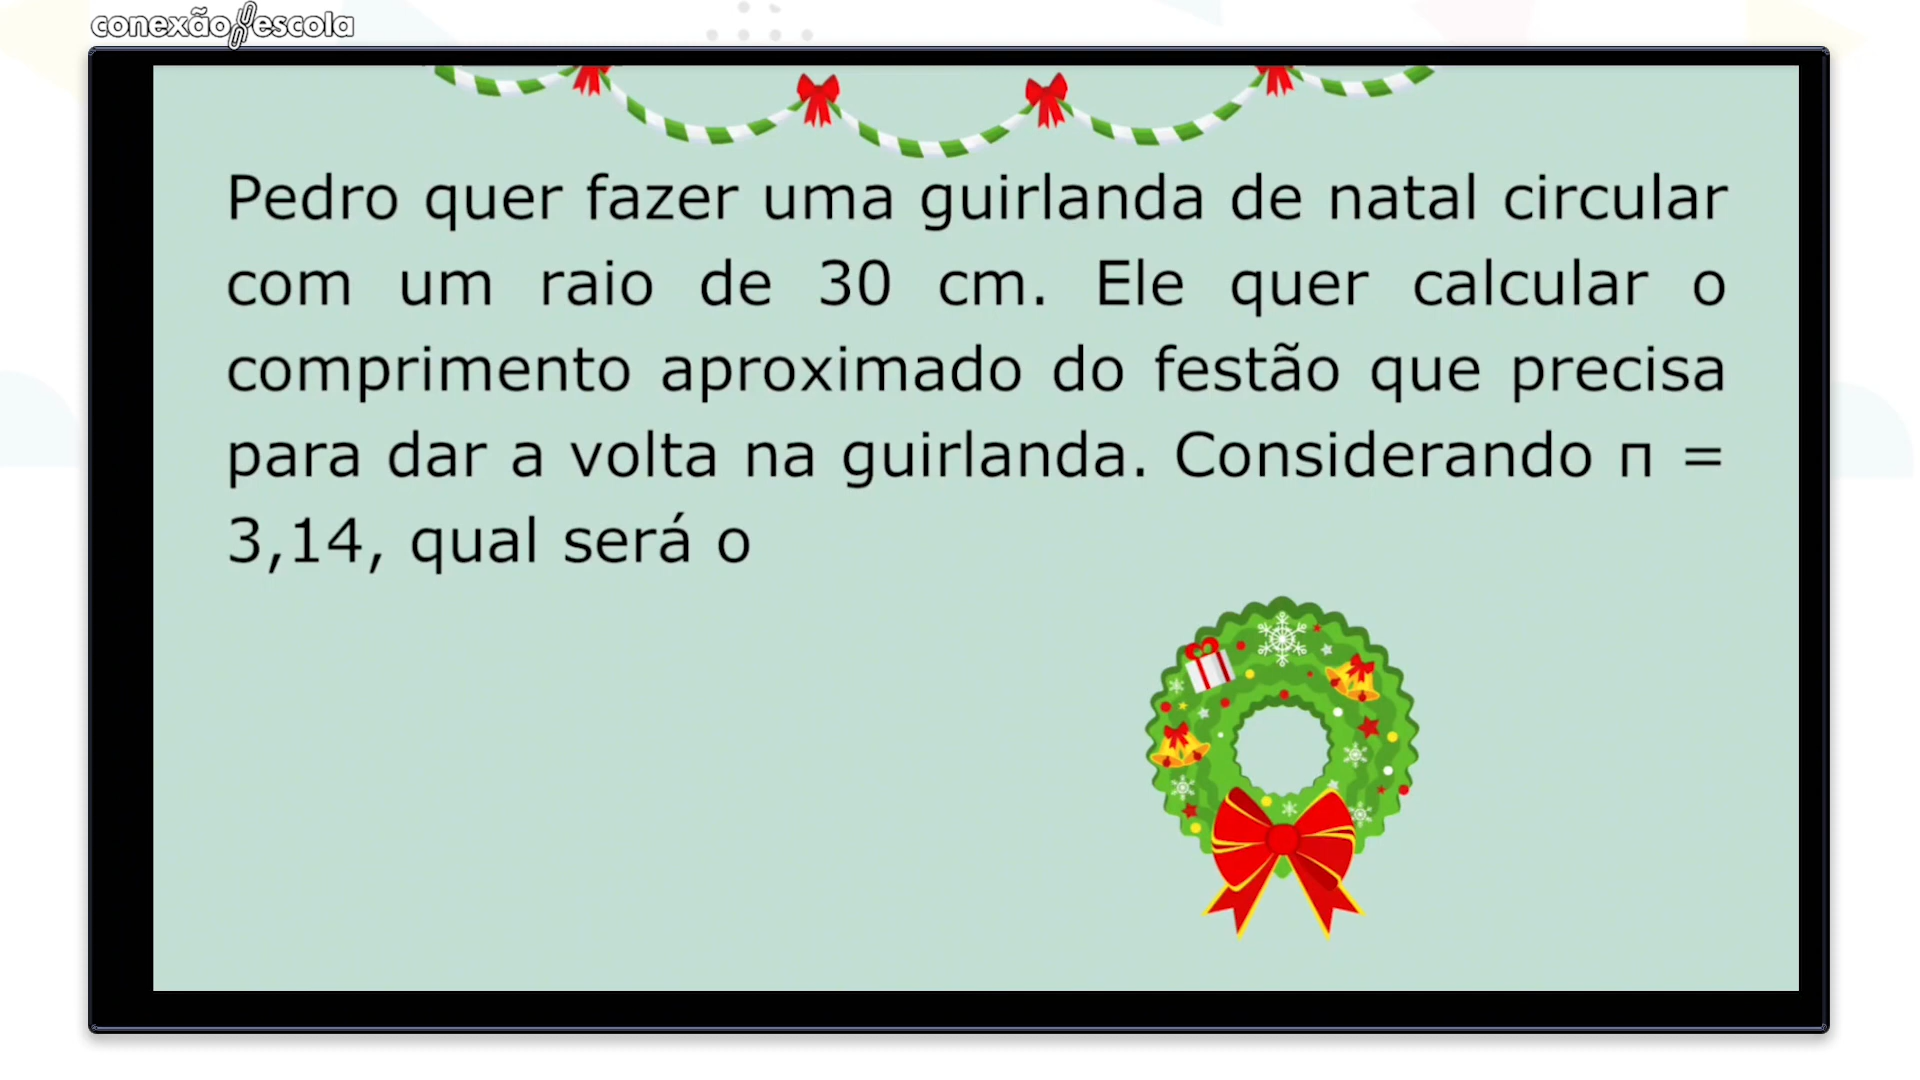 conexão escola
Pedro quer fazer uma guirlanda de natal circular
com um raio de 30 cm. Ele quer calcular o
comprimento aproximado do festão que precisa
para dar a volta na guirlanda. Considerando π =
3,14, qual será o